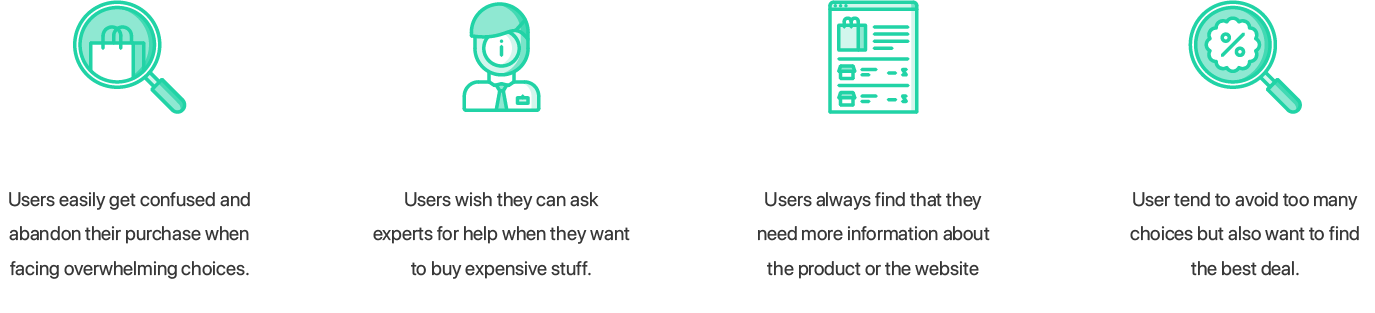 Users easily get confused and
abandon their purchase when
facing overwhelming choices.
Users wish they can ask
experts for help when they want
to buy expensive stuff.
Users always find that they
need more information about
the product or the website
User tend to avoid too many
choices but also want to find
the best deal.